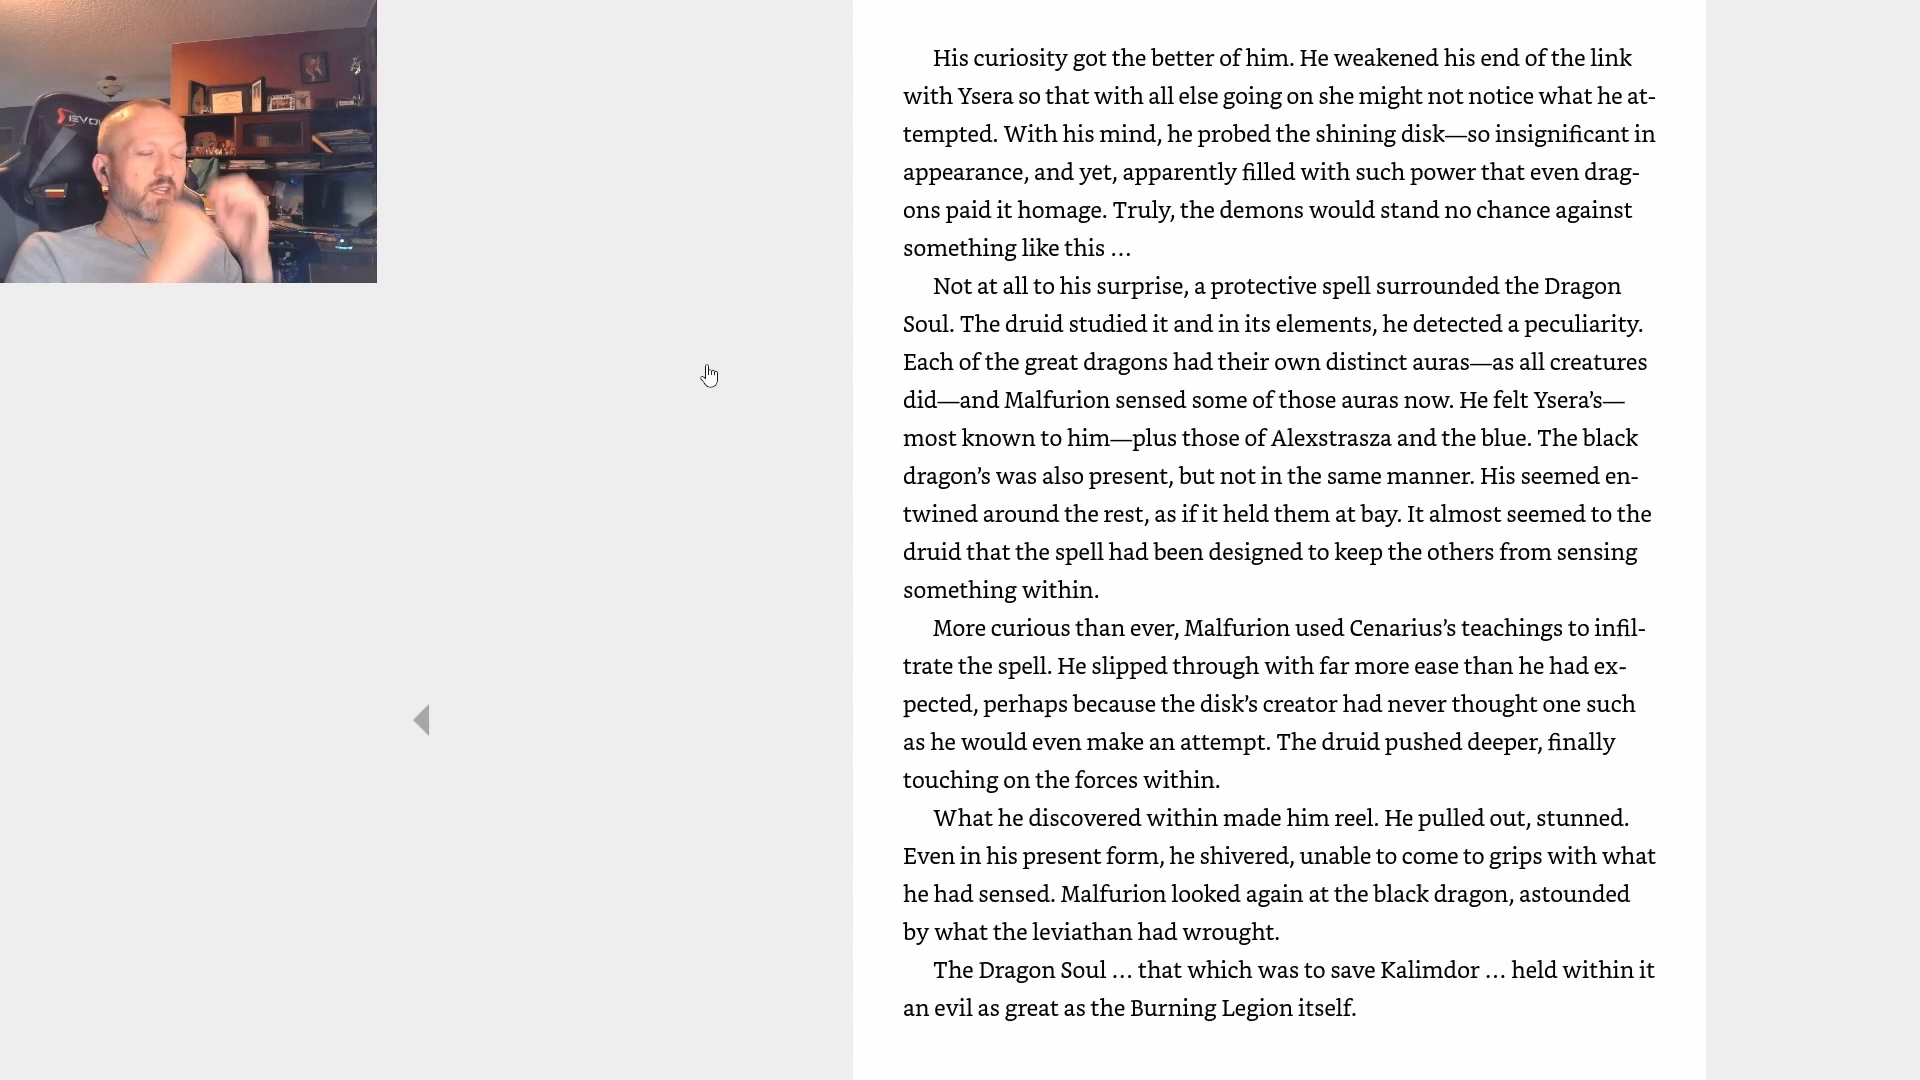 EVO
His curiosity got the better of him. He weakened his end of the link
with Ysera so that with all else going on she might not notice what he at-
tempted. With his mind, he probed the shining disk—so insignificant in
appearance, and yet, apparently filled with such power that even drag-
ons paid it homage. Truly, the demons would stand no chance against
something like this …
Not at all to his surprise, a protective spell surrounded the Dragon
Soul. The druid studied it and in its elements, he detected a peculiarity.
Each of the great dragons had their own distinct auras—as all creatures
did—and Malfurion sensed some of those auras now. He felt Ysera’s—
most known to him—plus those of Alexstrasza and the blue. The black
dragon’s was also present, but not in the same manner. His seemed en-
twined around the rest, as if it held them at bay. It almost seemed to the
druid that the spell had been designed to keep the others from sensing
something within.
More curious than ever, Malfurion used Cenarius’s teachings to infil-
trate the spell. He slipped through with far more ease than he had ex-
pected, perhaps because the disk’s creator had never thought one such
as he would even make an attempt. The druid pushed deeper, finally
touching on the forces within.
What he discovered within made him reel. He pulled out, stunned.
Even in his present form, he shivered, unable to come to grips with what
he had sensed. Malfurion looked again at the black dragon, astounded
by what the leviathan had wrought.
The Dragon Soul … that which was to save Kalimdor … held within it
an evil as great as the Burning Legion itself.